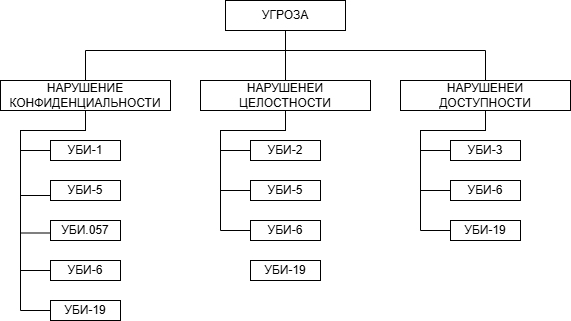 УГРОЗА
НАРУШЕНИЕ
КОНФИДЕНЦИАЛЬНОСТИ
УБИ-1
УБИ-5
УБИ.057
УБИ-6
УБИ-19
НАРУШЕНЕИ
ЦЕЛОСТНОСТИ
УБИ-2
УБИ-5
УБИ-6
УБИ-19
НАРУШЕНЕИ
ДОСТУПНОСТИ
УБИ-3
УБИ-6
УБИ-19